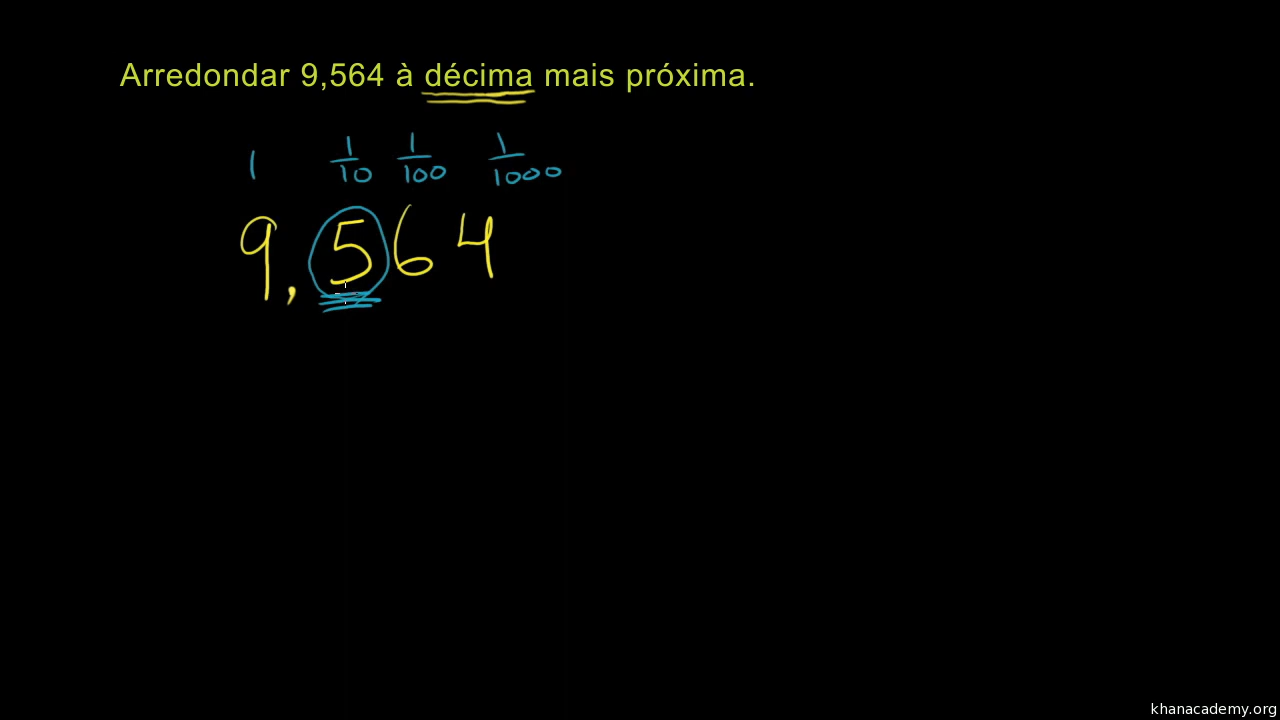 Arredondar 9,564 à décima mais próxima.
1 1/10 1/100 1/1000
9,564
khanacademy.org